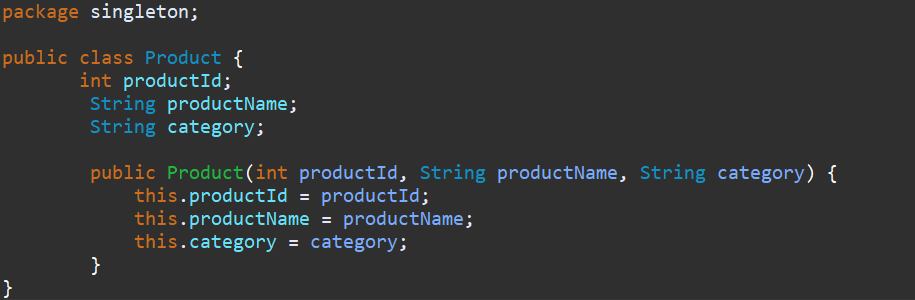 package singleton;
public class Product {
int productId;
String productName;
String category;
public Product(int productId, String productName, String category) {
this.productId = productId;
this.productName = productName;
this.category = category;
}
}